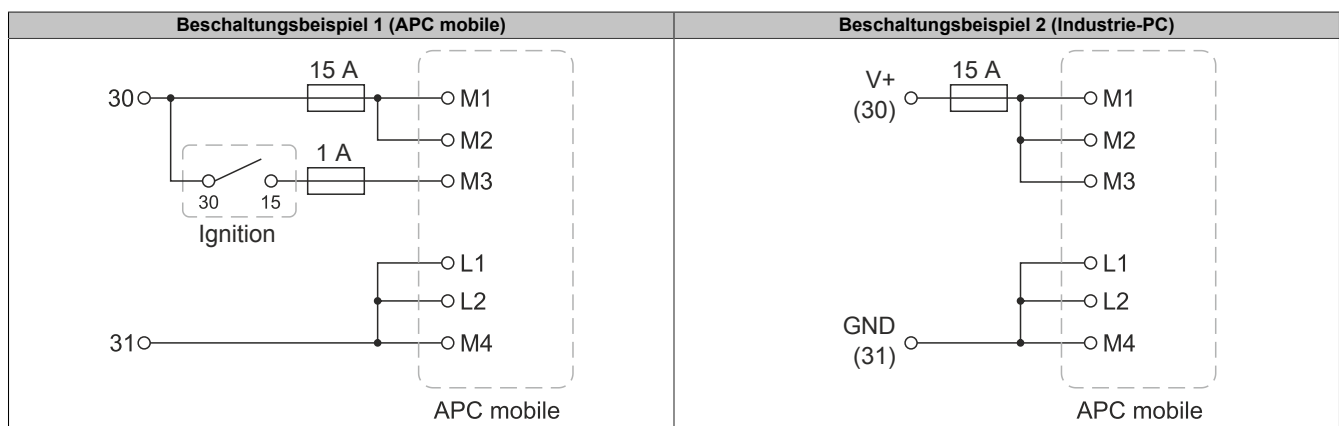 Beschaltungsbeispiel 1 (APC mobile)
15 A
30
M1
M2
1 A
M3
30 15
Ignition
L1
L2
31
M4
APC mobile
Beschaltungsbeispiel 2 (Industrie-PC)
V+
(30)
15 A
M1
M2
M3
L1
L2
GND
(31)
M4
APC mobile